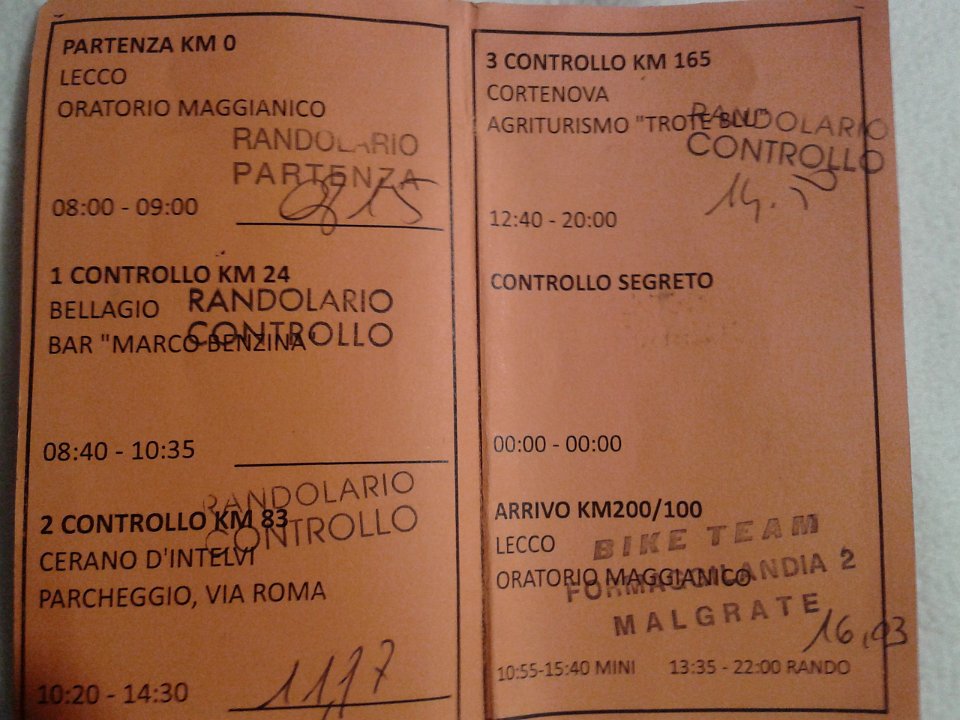 PARTENZA KM 0
LECCO
ORATORIO MAGGIANICO
RANDOLARIO
PARTENZA
08:00 - 09:00
1 CONTROLLO KM 24
BELLAGIO
RANDOLARIO
CONTROLLO
BAR "MARCO BENZINA"
08:40 - 10:35
RANDOLARIO
CONTROLLO
2 CONTROLLO KM 83
CERANO D'INTELVI
PARCHEGGIO, VIA ROMA
10:20 - 14:30
3 CONTROLLO KM 165
CORTENOVA
AGRITURISMO "TROTE BLU"
RANDOLARIO
CONTROLLO
12:40 - 20:00
CONTROLLO SEGRETO
00:00 - 00:00
ARRIVO KM200/100
LECCO
ORATORIO MAGGIANICO
BIKE TEAM
FORMAGGILANDIA 2
MALGRATE
16,03
10:55-15:40 MINI 13:35 - 22:00 RANDO